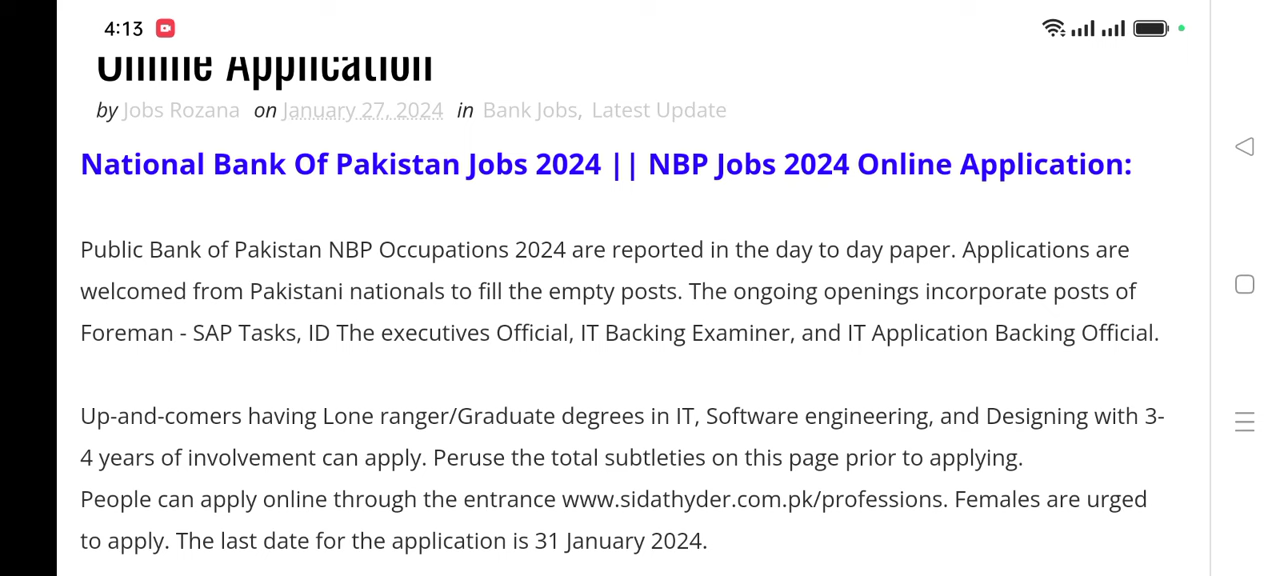 4:13
Online Application
by Jobs Rozana on January 27, 2024 in Bank Jobs, Latest Update
National Bank Of Pakistan Jobs 2024 || NBP Jobs 2024 Online Application:
Public Bank of Pakistan NBP Occupations 2024 are reported in the day to day paper. Applications are
welcomed from Pakistani nationals to fill the empty posts. The ongoing openings incorporate posts of
Foreman - SAP Tasks, ID The executives Official, IT Backing Examiner, and IT Application Backing Official.
Up-and-comers having Lone ranger/Graduate degrees in IT, Software engineering, and Designing with 3-
4 years of involvement can apply. Peruse the total subtleties on this page prior to applying.
People can apply online through the entrance www.sidathyder.com.pk/professions. Females are urged
to apply. The last date for the application is 31 January 2024.